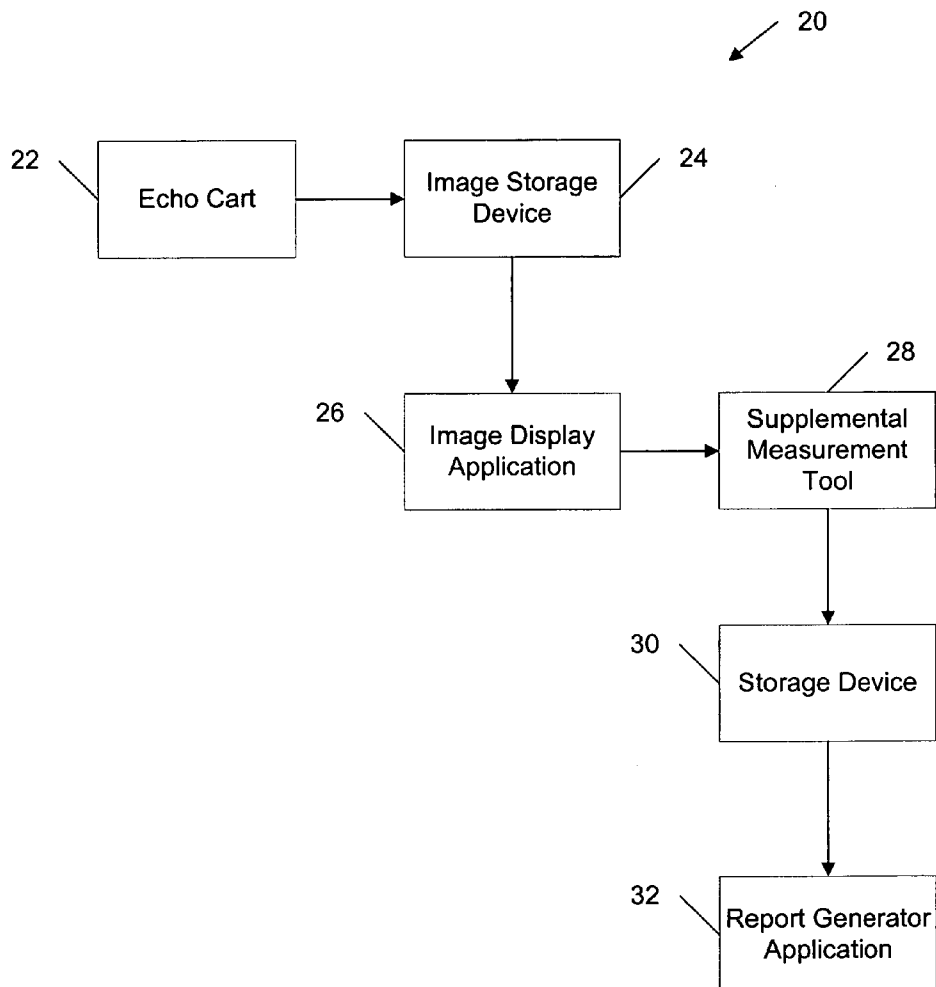 20
22
Echo Cart
Image Storage
Device
24
26
Image Display
Application
28
Supplemental
Measurement
Tool
30
Storage Device
32
Report Generator
Application